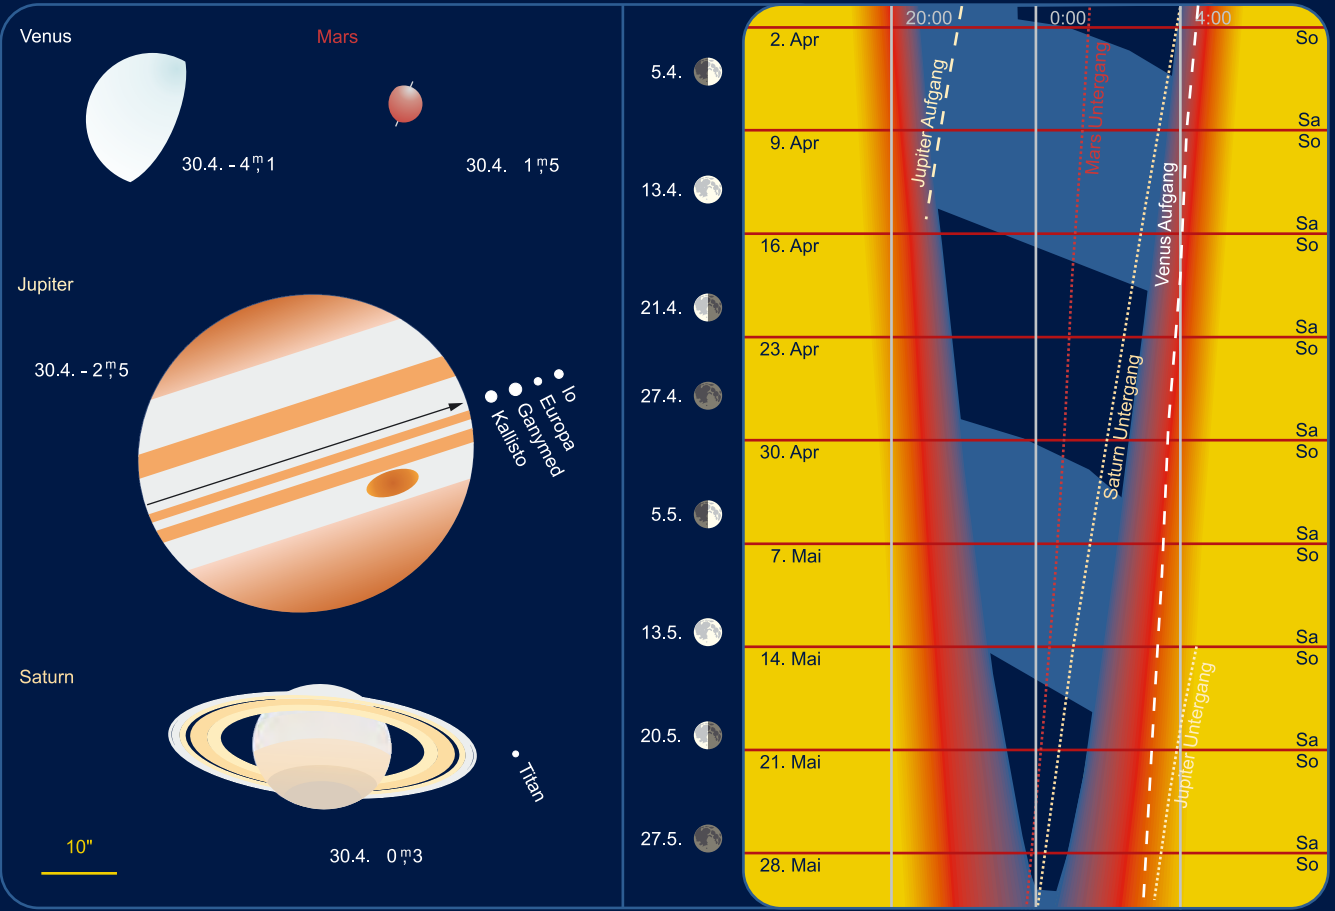 Venus
Mars
30.4. - 4ᵐ,1
30.4. 1ᵐ,5
Jupiter
30.4. - 2ᵐ,5
Io
Europa
Ganymed
Kallisto
Saturn
Titan
10"
30.4. 0ᵐ,3
5.4.
13.4.
21.4.
27.4.
5.5.
13.5.
20.5.
27.5.
20:00
0:00
4:00
2. Apr
So
Sa
9. Apr
So
Sa
16. Apr
So
Sa
23. Apr
So
Sa
30. Apr
So
Sa
7. Mai
So
Sa
14. Mai
So
Sa
21. Mai
So
Sa
28. Mai
So
Jupiter Aufgang
Mars Untergang
Venus Aufgang
Saturn Untergang
Jupiter Untergang